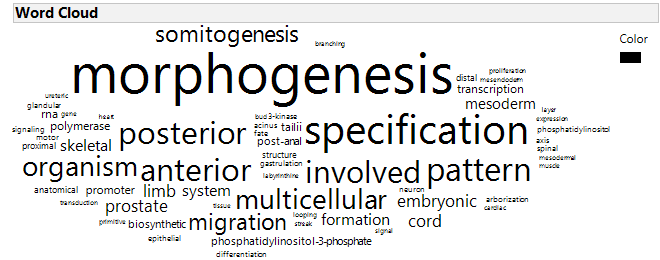 Word Cloud
Color
somitogenesis
branching
morphogenesis
proliferation
distal
mesendoderm
transcription
ureteric
mesoderm
glandular
rna gene heart
bud 3-kinase
layer
expression
signaling polymerase
acinus tailii
specification
phosphatidylinositol
motor
posterior
fate
axis
proximal skeletal
post-anal
spinal
structure
mesodermal
organism
anterior
gastrulation
involved
pattern
muscle
labyrinthine
anatomical promoter limb system
multicellular
neuron
embryonic
arborization
transduction
prostate
tissue
cardiac
primitive biosynthetic
migration
looping
streak
formation
cord
signal
epithelial
phosphatidylinositol-3-phosphate
differentiation